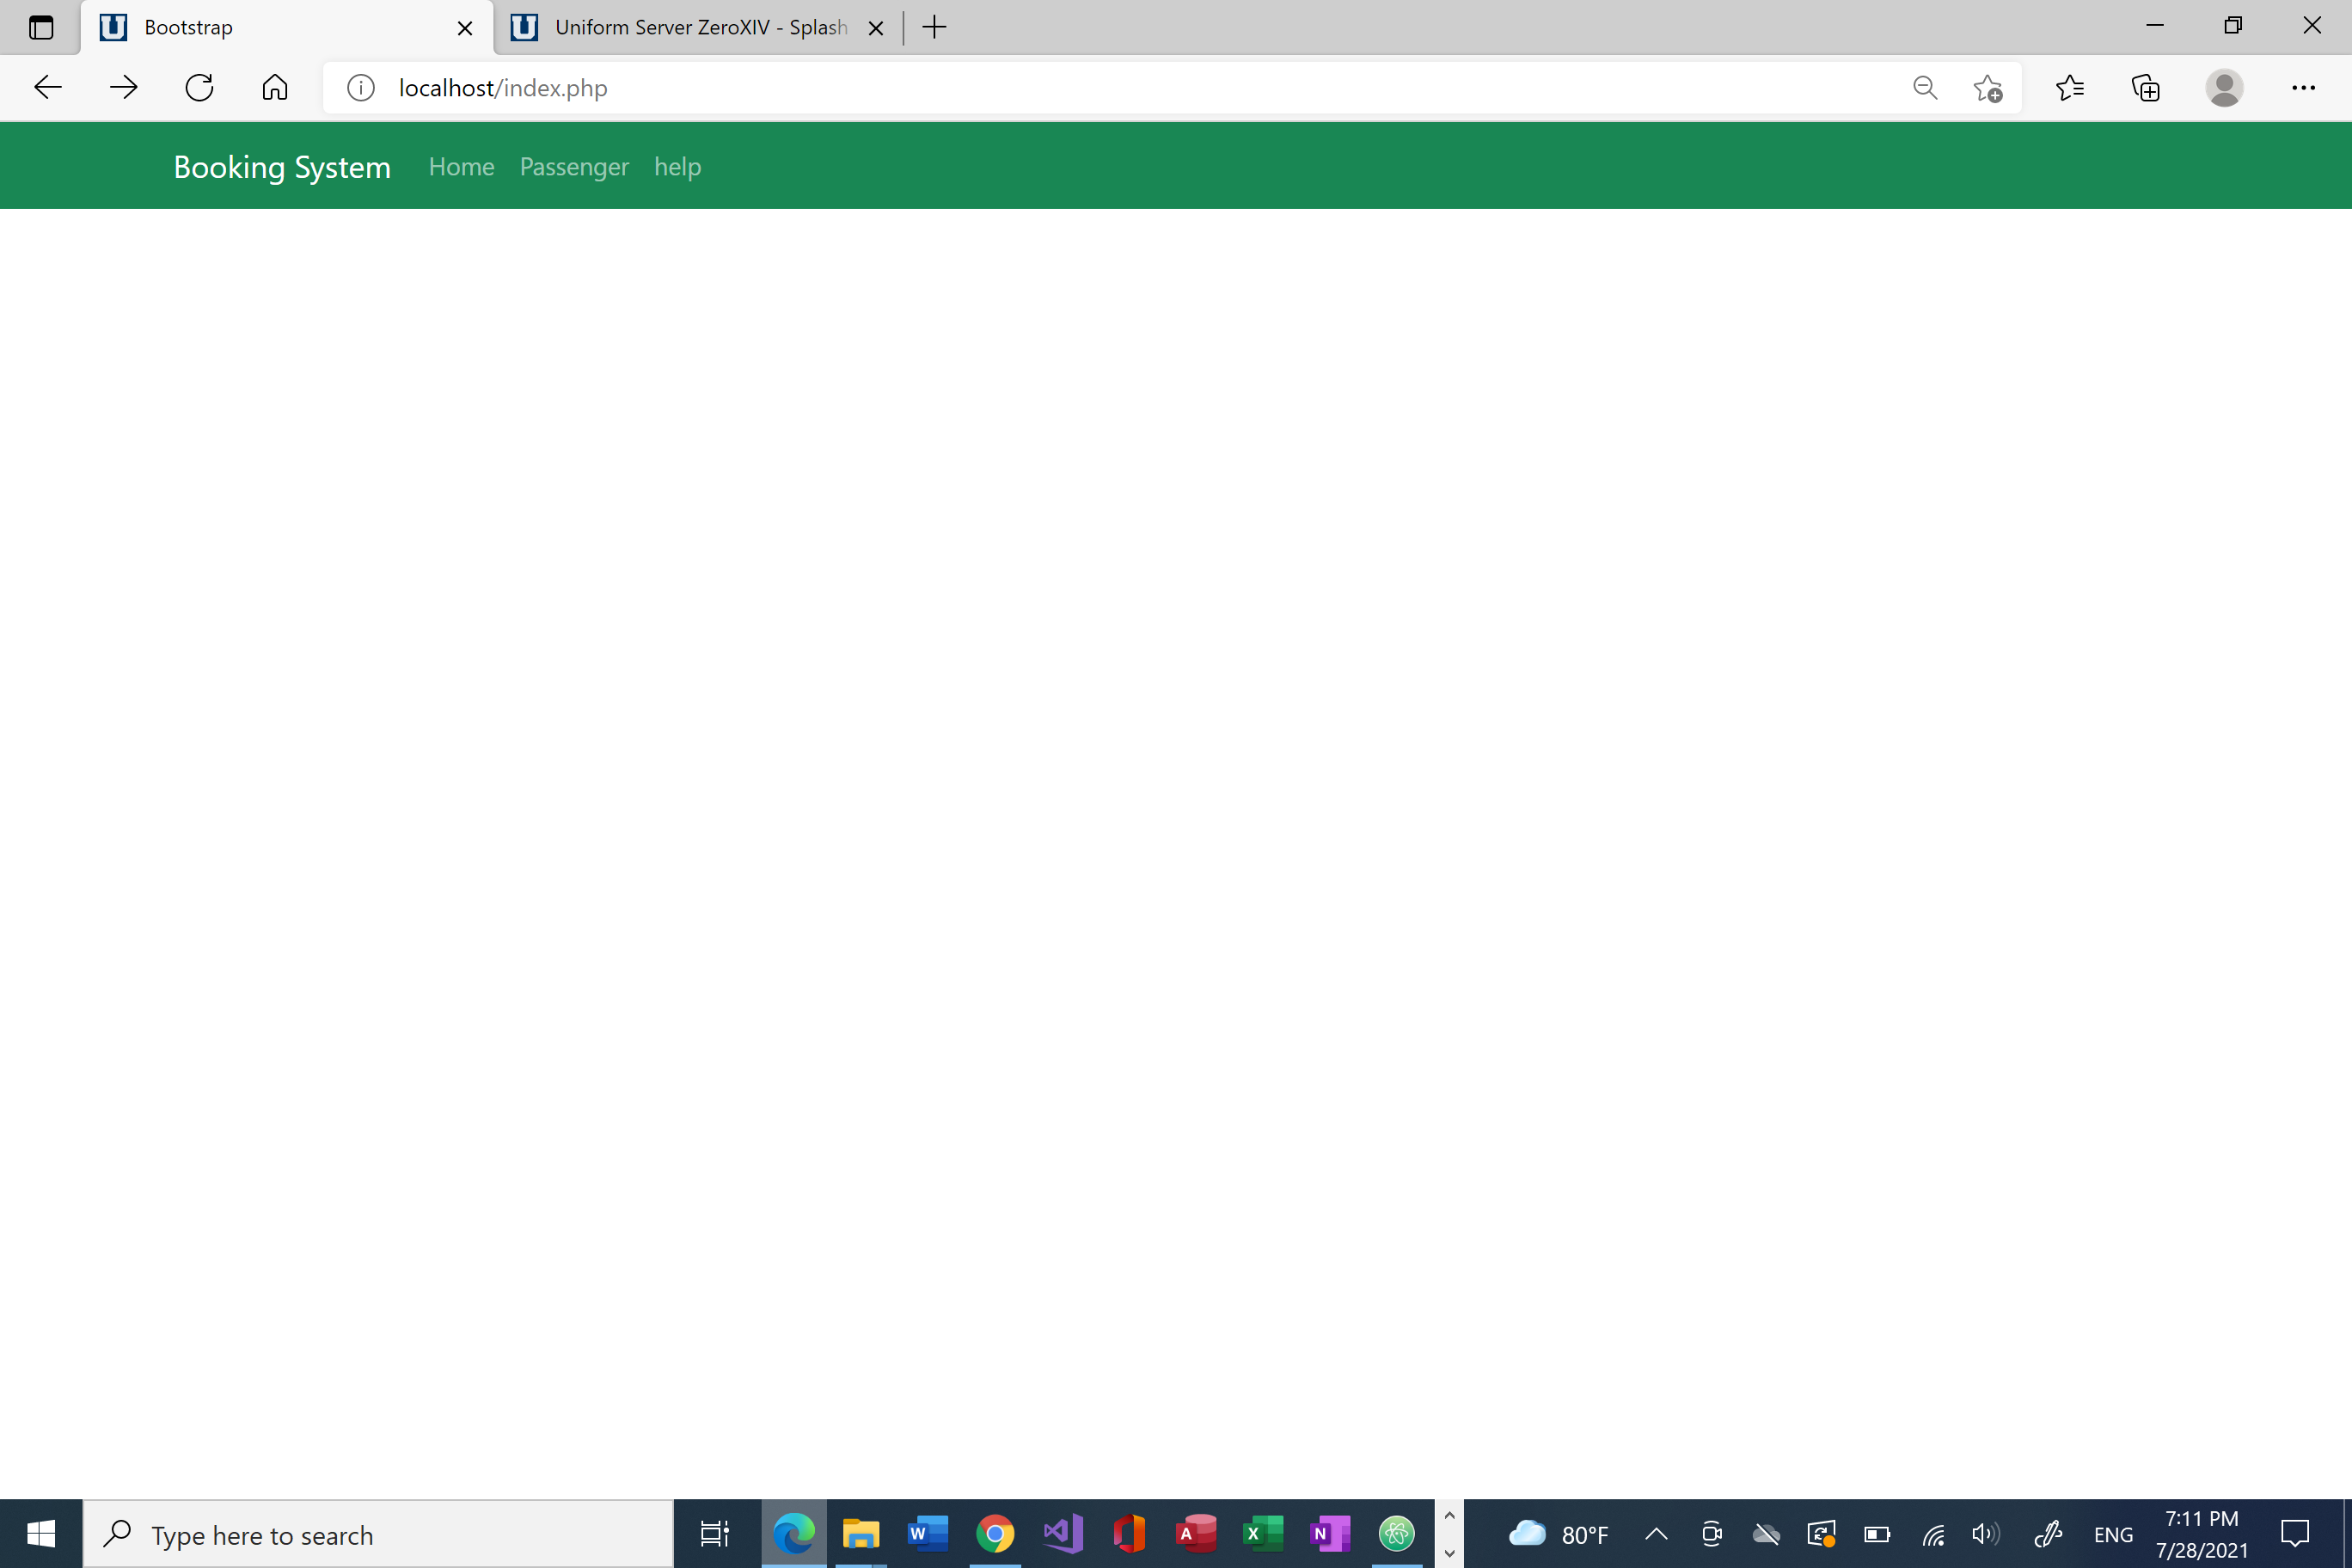 Bootstrap
Uniform Server ZeroXIV - Splash
localhost/index.php
Booking System Home Passenger help
Type here to search
W
A
X
N
80°F
ENG
7:11 PM
7/28/2021